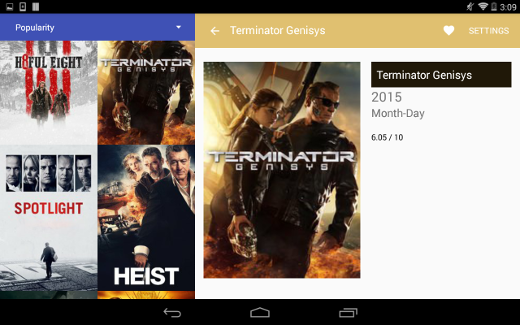 3:09
Popularity
Terminator Genisys
SETTINGS
H8FUL EIGHT
TERMINATOR
GENISYS
SPOTLIGHT
HEIST
TERMINATOR
GENISYS
Terminator Genisys
2015
Month-Day
6.05 / 10